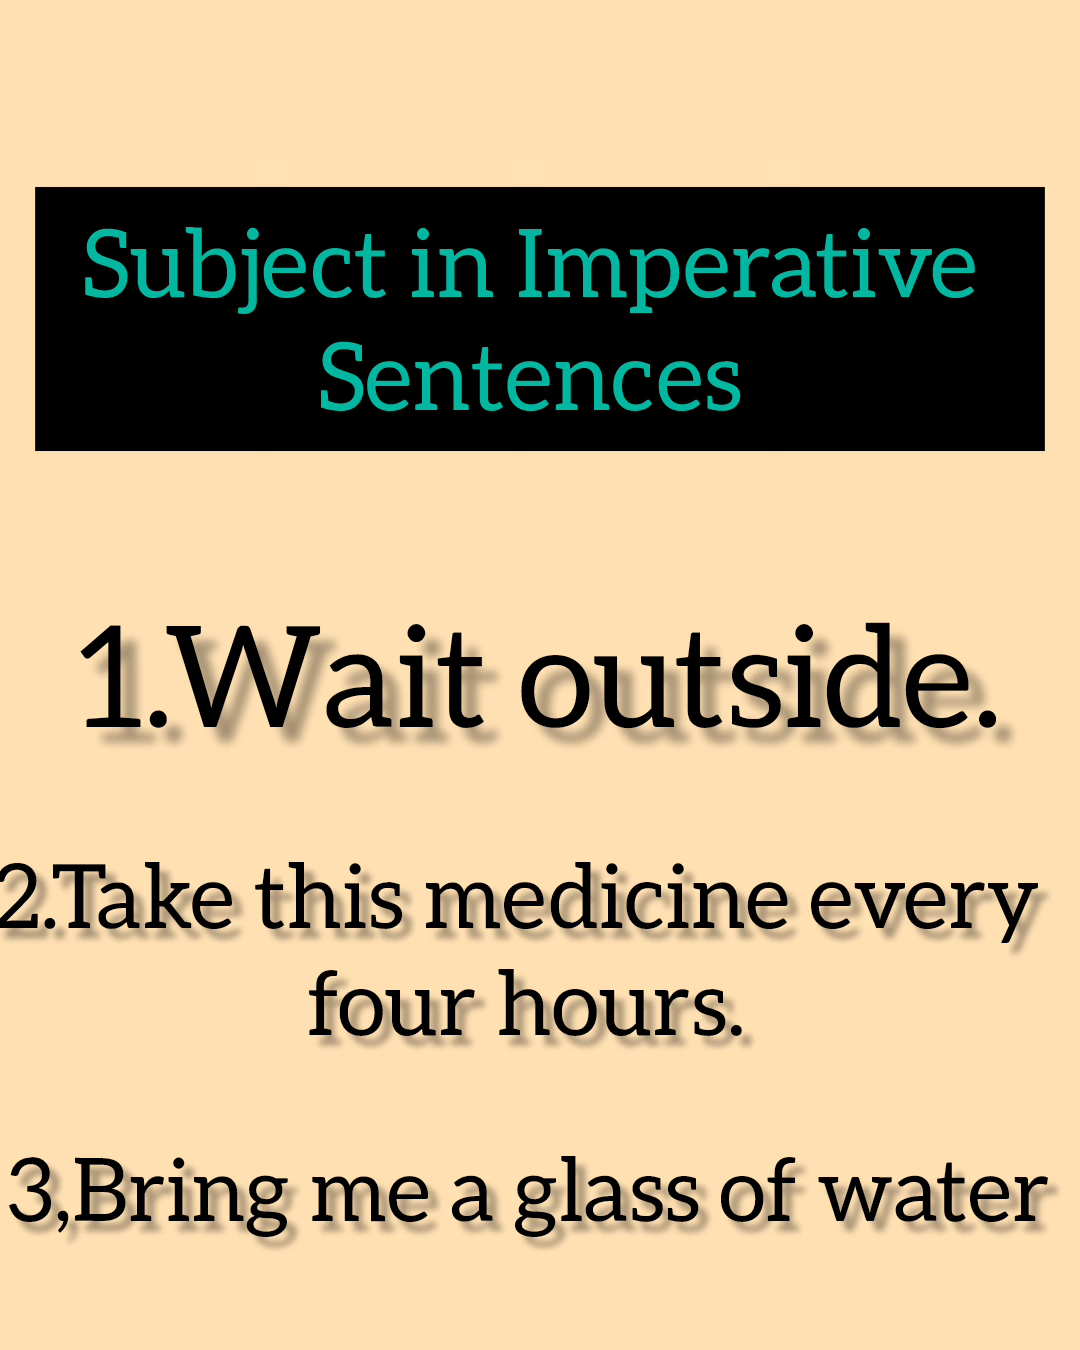 Subject in Imperative
Sentences
1.Wait outside.
2.Take this medicine every
four hours.
3,Bring me a glass of water